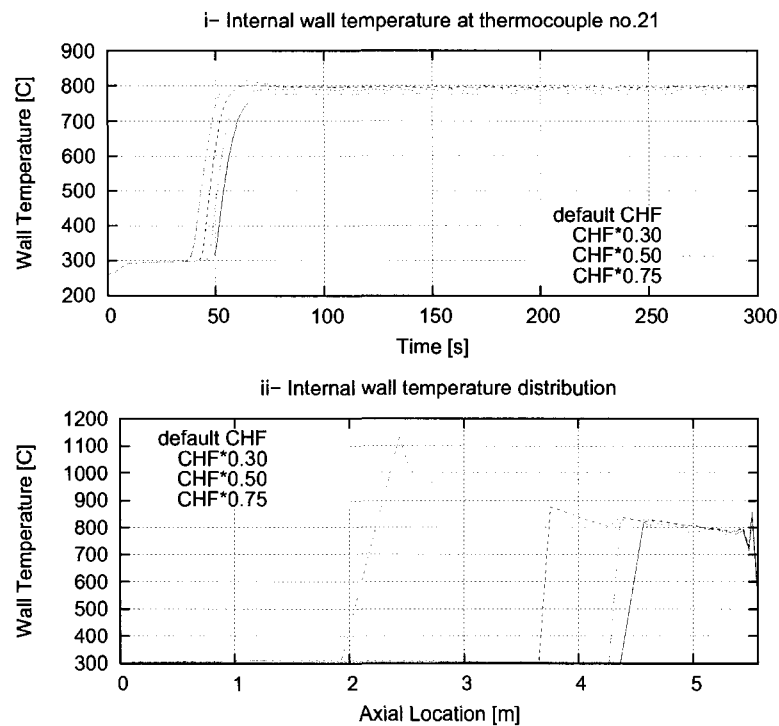 i– Internal wall temperature at thermocouple no.21
900
800
700
600
500
400
300
200
Wall Temperature [C]
default CHF
CHF*0.30
CHF*0.50
CHF*0.75
0
50
100
150
200
250
300
Time [s]
ii– Internal wall temperature distribution
1200
1100
1000
900
800
700
600
500
400
300
Wall Temperature [C]
default CHF
CHF*0.30
CHF*0.50
CHF*0.75
0
1
2
3
4
5
Axial Location [m]